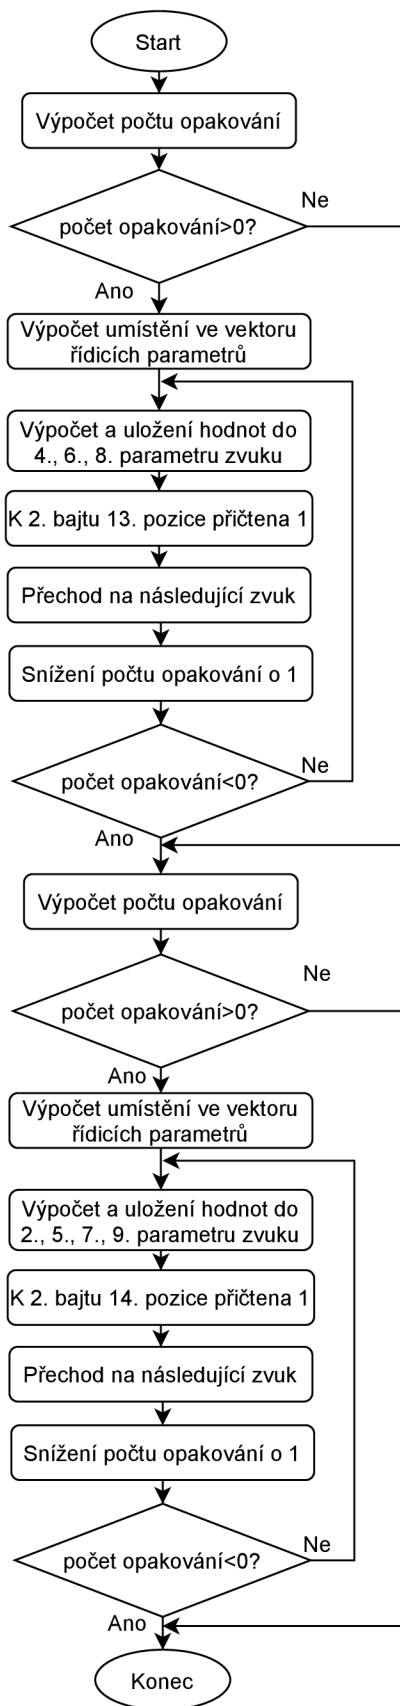 Start
Výpočet počtu opakování
počet opakování>0?
Ne
Ano
Výpočet umístění ve vektoru
řídicích parametrů
Výpočet a uložení hodnot do
4., 6., 8. parametru zvuku
K 2. bajtu 13. pozice přičtena 1
Přechod na následující zvuk
Snížení počtu opakování o 1
počet opakování<0?
Ne
Ano
Výpočet počtu opakování
počet opakování>0?
Ne
Ano
Výpočet umístění ve vektoru
řídicích parametrů
Výpočet a uložení hodnot do
2., 5., 7., 9. parametru zvuku
K 2. bajtu 14. pozice přičtena 1
Přechod na následující zvuk
Snížení počtu opakování o 1
počet opakování<0?
Ne
Ano
Konec